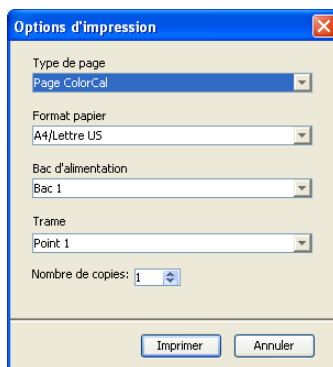 Options d'impression
Type de page
Page ColorCal
Format papier
A4/Lettre US
Bac d'alimentation
Bac 1
Trame
Point 1
Nombre de copies: 1
Imprimer Annuler